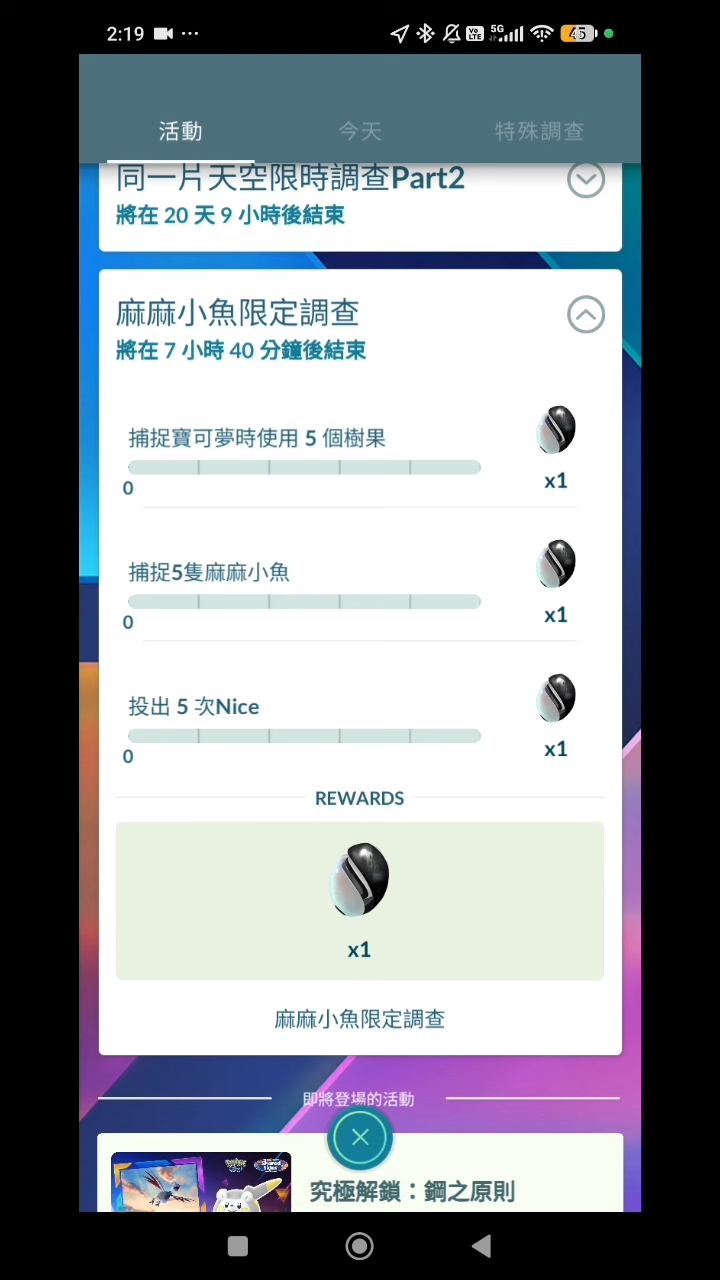 2:19
Vo LTE
5G
45
活動
今天
特殊調查
同一片天空限時調查Part2
將在 20 天 9 小時後結束
麻麻小魚限定調查
將在 7 小時 40 分鐘後結束
捕捉寶可夢時使用 5 個樹果
0
x1
捕捉5隻麻麻小魚
0
x1
投出 5 次Nice
0
x1
REWARDS
x1
麻麻小魚限定調查
即將登場的活動
究極解鎖：鋼之原則